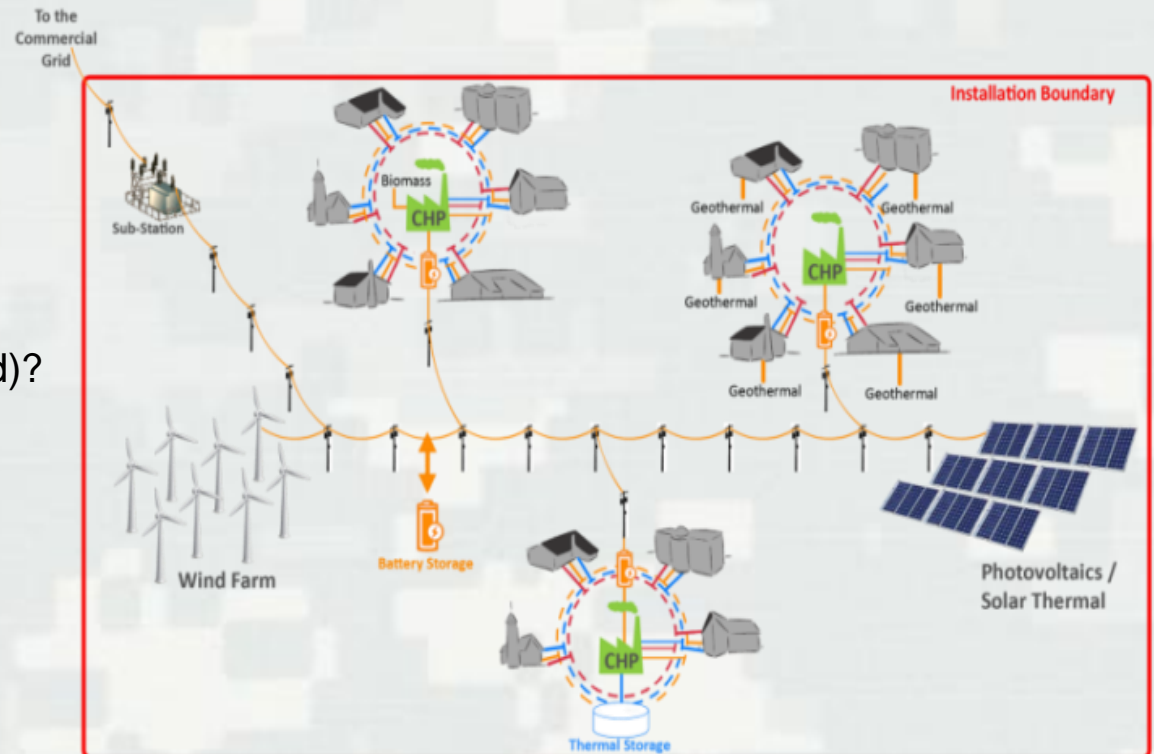 To the
Commercial
Grid
Installation Boundary
Sub-Station
Biomass
CHP
Geothermal
Geothermal
CHP
Geothermal
Geothermal
Geothermal
Geothermal
d)?
Wind Farm
Battery Storage
Photovoltaics /
Solar Thermal
CHP
Thermal Storage